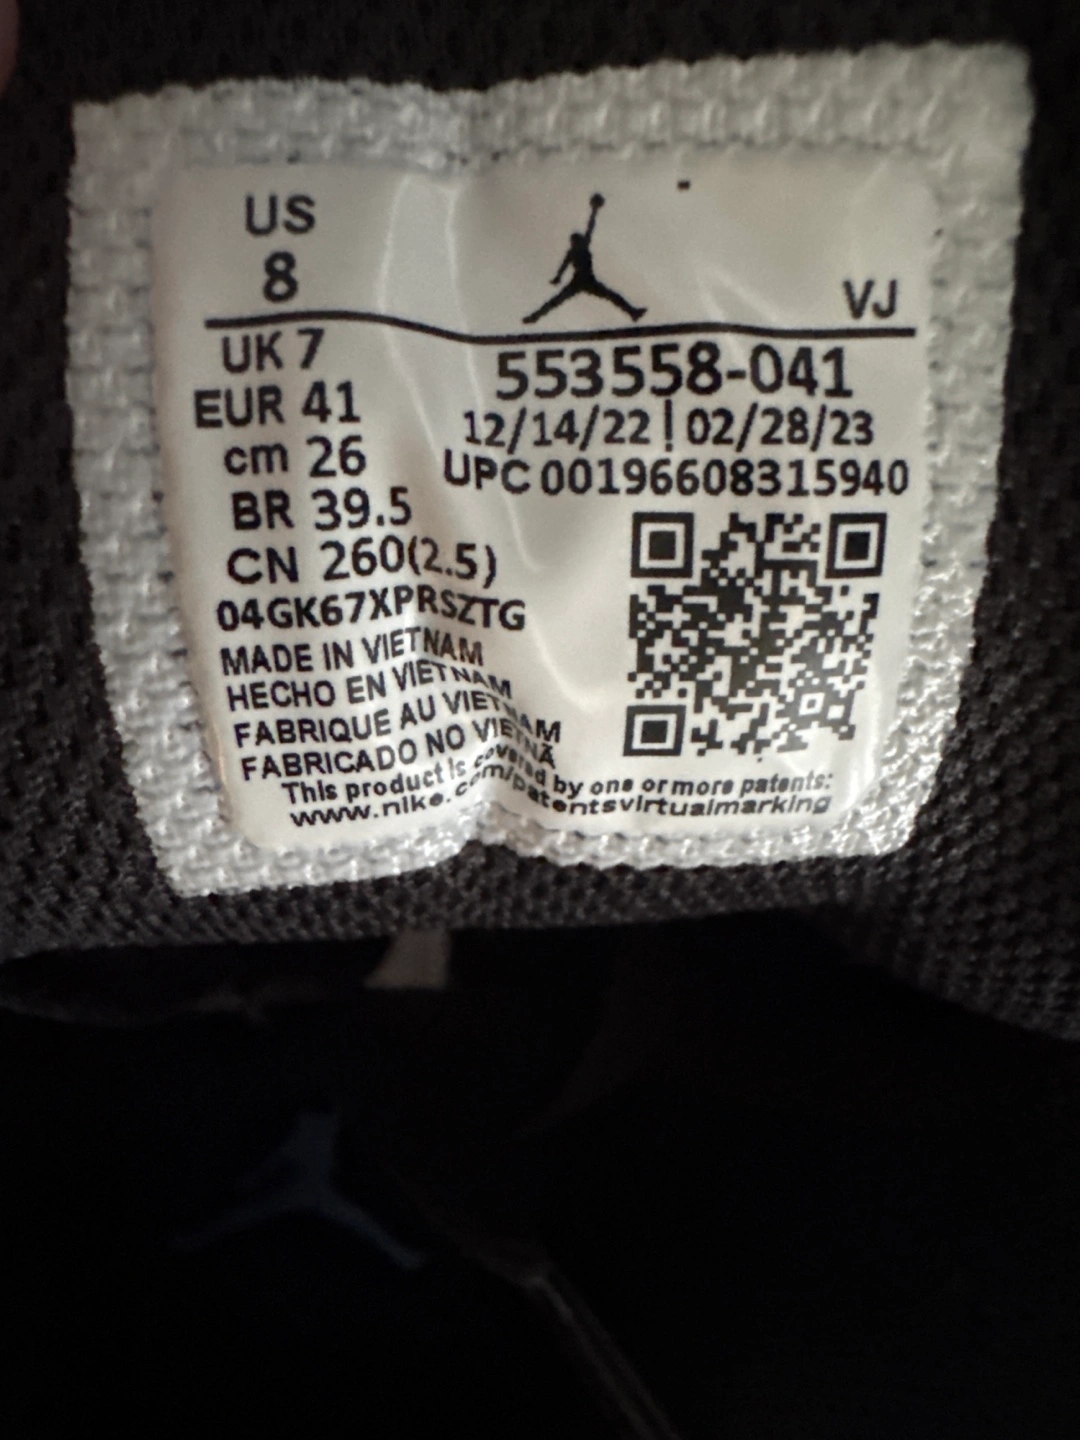 US
8
VJ
UK 7
EUR 41
cm 26
BR 39.5
CN 260(2.5)
04GK67XPRSZTG
553558-041
12/14/22 | 02/28/23
UPC 001966608315940
MADE IN VIETNAM
HECHO EN VIETNAM
FABRIQUE AU VIETNAM
FABRICADO NO VIETNÃ
This product is covered by one or more patents:
www.nike.com/patentsvirtualmarking